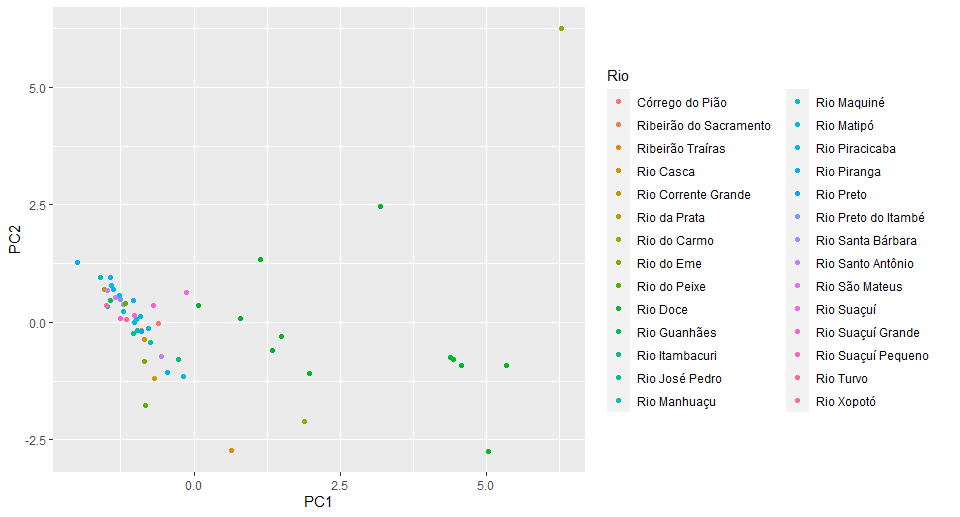 5.0
2.5
0.0
-2.5
PC2
0.0
2.5
5.0
PC1
Rio
Córrego do Pião
Ribeirão do Sacramento
Ribeirão Traíras
Rio Casca
Rio Corrente Grande
Rio da Prata
Rio do Carmo
Rio do Eme
Rio do Peixe
Rio Doce
Rio Guanhães
Rio Itambacuri
Rio José Pedro
Rio Manhuaçu
Rio Maquiné
Rio Matipó
Rio Piracicaba
Rio Piranga
Rio Preto
Rio Preto do Itambé
Rio Santa Bárbara
Rio Santo Antônio
Rio São Mateus
Rio Suaçuí
Rio Suaçuí Grande
Rio Suaçuí Pequeno
Rio Turvo
Rio Xopotó